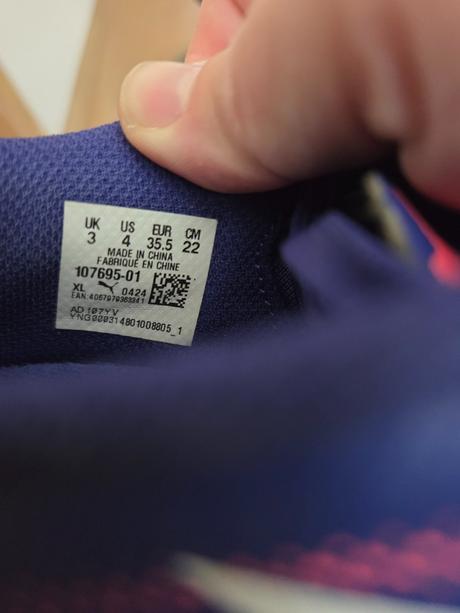 UK US EUR CM
3 4 35.5 22
MADE IN CHINA
FABRIQUÉ EN CHINE
107695-01
XL 0424
EAN: 4067979363341
AD 107YV
YNG000314801008805_1